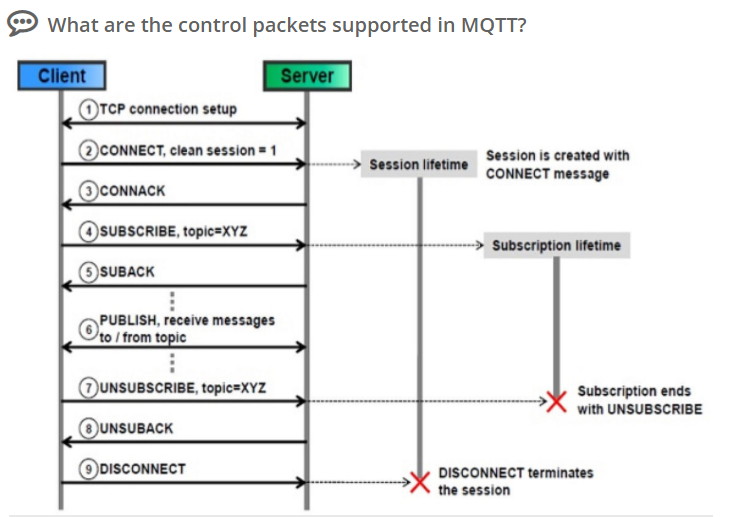 What are the control packets supported in MQTT?
Client
Server
1 TCP connection setup
2 CONNECT, clean session = 1
Session lifetime
Session is created with
CONNECT message
3 CONNACK
4 SUBSCRIBE, topic=XYZ
Subscription lifetime
5 SUBACK
6 PUBLISH, receive messages
to / from topic
7 UNSUBSCRIBE, topic=XYZ
Subscription ends
with UNSUBSCRIBE
8 UNSUBACK
9 DISCONNECT
DISCONNECT terminates
the session